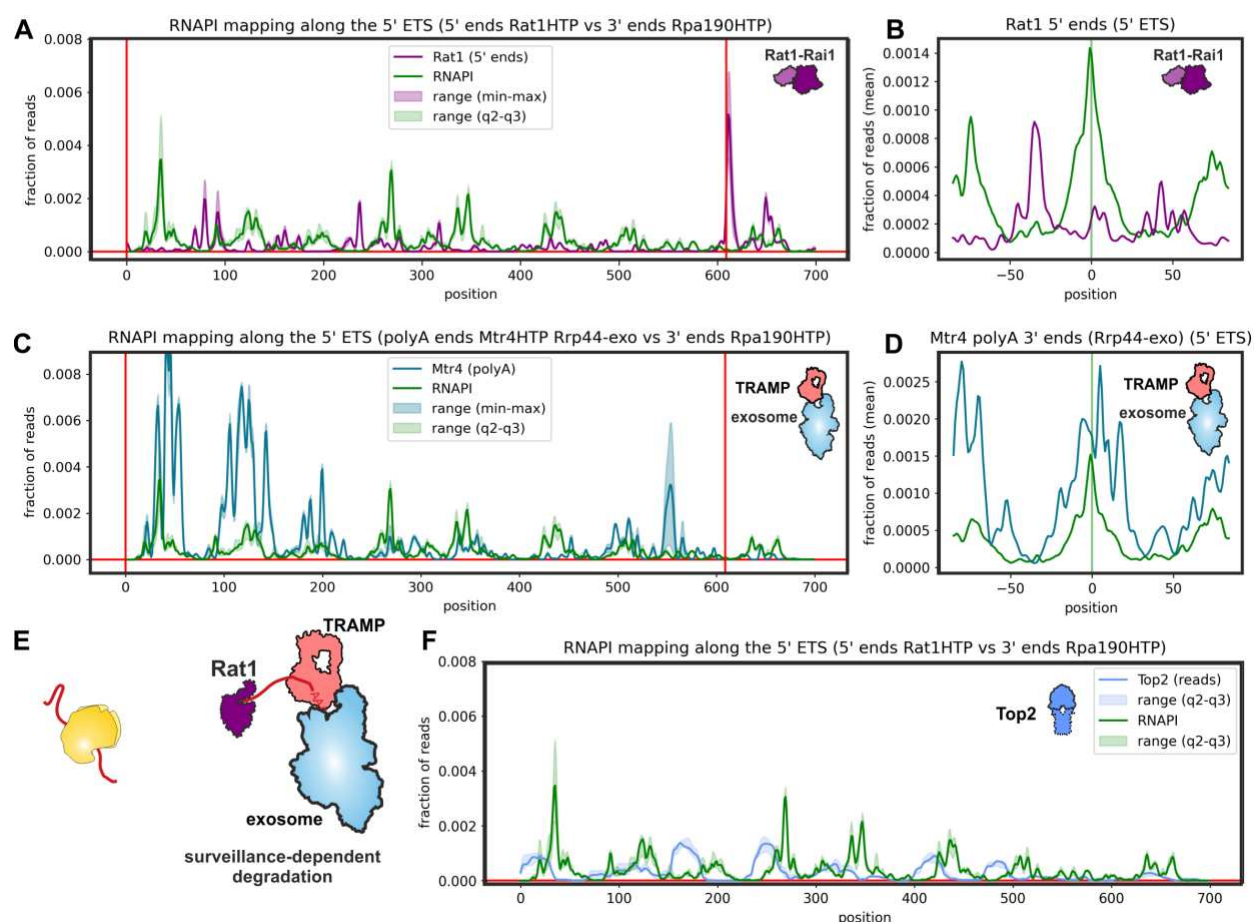 A
RNAPI mapping along the 5' ETS (5' ends Rat1HTP vs 3' ends Rpa190HTP)
fraction of reads
0.008
0.006
0.004
0.002
0.000
Rat1 (5' ends)
RNAPI
range (min-max)
range (q2-q3)
Rat1-Rai1
0 100 200 300 400 500 600 700
position
B
Rat1 5' ends (5' ETS)
fraction of reads (mean)
0.0014
0.0012
0.0010
0.0008
0.0006
0.0004
0.0002
0.0000
Rat1-Rai1
−50 0 50
position
C
RNAPI mapping along the 5' ETS (polyA ends Mtr4HTP Rrp44-exo vs 3' ends Rpa190HTP)
fraction of reads
0.008
0.006
0.004
0.002
0.000
Mtr4 (polyA)
RNAPI
range (min-max)
range (q2-q3)
TRAMP
exosome
0 100 200 300 400 500 600 700
position
D
Mtr4 polyA 3' ends (Rrp44-exo) (5' ETS)
fraction of reads (mean)
0.0025
0.0020
0.0015
0.0010
0.0005
0.0000
TRAMP
exosome
−50 0 50
position
E
TRAMP
Rat1
exosome
surveillance-dependent
degradation
F
RNAPI mapping along the 5' ETS (5' ends Rat1HTP vs 3' ends Rpa190HTP)
fraction of reads
0.008
0.006
0.004
0.002
0.000
Top2
Top2 (reads)
range (q2-q3)
RNAPI
range (q2-q3)
0 100 200 300 400 500 600 700
position